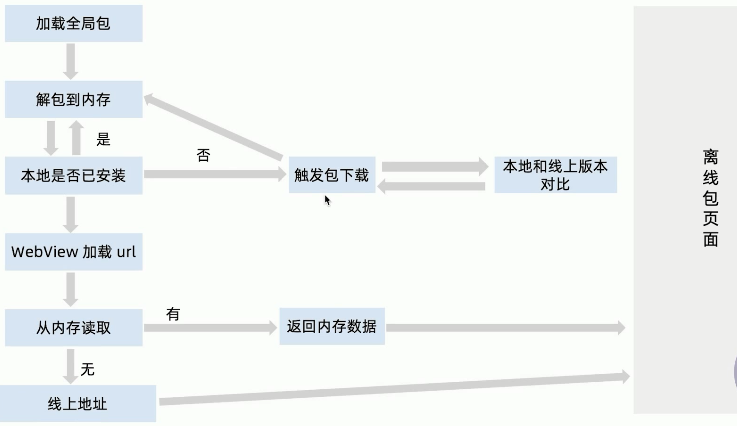 加载全局包
解包到内存
是
本地是否已安装
否
触发包下载
本地和线上版本
对比
WebView 加载 url
从内存读取
有
返回内存数据
无
线上地址
离线包页面